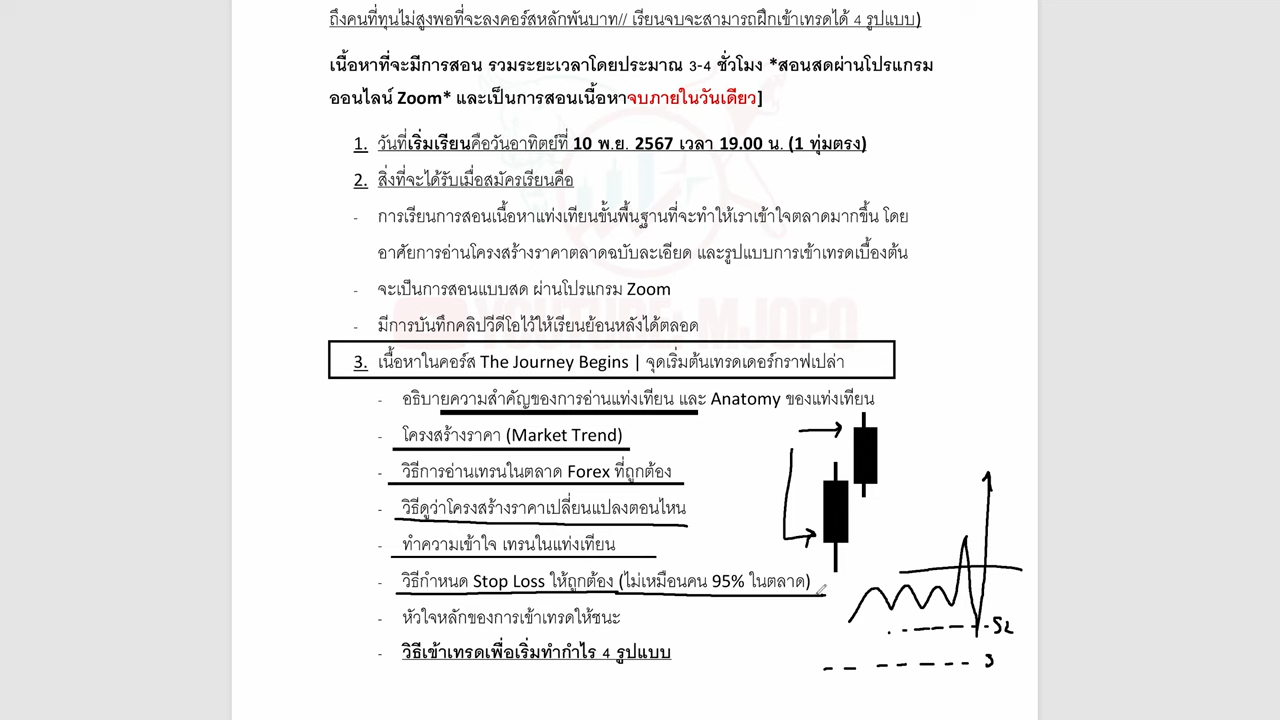 ถึงคนที่ทุนไม่สูงพอที่จะลงคอร์สหลักพันบาท// เรียนจบจะสามารถฝึกเข้าเทรดได้ 4 รูปแบบ)
เนื้อหาที่จะมีการสอน รวมระยะเวลาโดยประมาณ 3-4 ชั่วโมง *สอนสดผ่านโปรแกรม
ออนไลน์ Zoom* และเป็นการสอนเนื้อหาจบภายในวันเดียว]
1. วันที่เริ่มเรียนคือวันอาทิตย์ที่ 10 พ.ย. 2567 เวลา 19.00 น. (1 ทุ่มตรง)
2. สิ่งที่จะได้รับเมื่อสมัครเรียนคือ
- การเรียนการสอนเนื้อหาแท่งเทียนขั้นพื้นฐานที่จะทำให้เราเข้าใจตลาดมากขึ้น โดย
อาศัยการอ่านโครงสร้างราคาตลาดฉบับละเอียด และรูปแบบการเข้าเทรดเบื้องต้น
- จะเป็นการสอนแบบสด ผ่านโปรแกรม Zoom
YOUTUBE: MJOPO
- มีการบันทึกคลิปวีดีโอไว้ให้เรียนย้อนหลังได้ตลอด
3. เนื้อหาในคอร์ส The Journey Begins | จุดเริ่มต้นเทรดเดอร์กราฟเปล่า
- อธิบายความสำคัญของการอ่านแท่งเทียน และ Anatomy ของแท่งเทียน
- โครงสร้างราคา (Market Trend)
- วิธีการอ่านเทรนในตลาด Forex ที่ถูกต้อง
- วิธีดูว่าโครงสร้างราคาเปลี่ยนแปลงตอนไหน
- ทำความเข้าใจ เทรนในแท่งเทียน
- วิธีกำหนด Stop Loss ให้ถูกต้อง (ไม่เหมือนคน 95% ในตลาด)
- หัวใจหลักของการเข้าเทรดให้ชนะ
SL
- วิธีเข้าเทรดเพื่อเริ่มทำกำไร 4 รูปแบบ